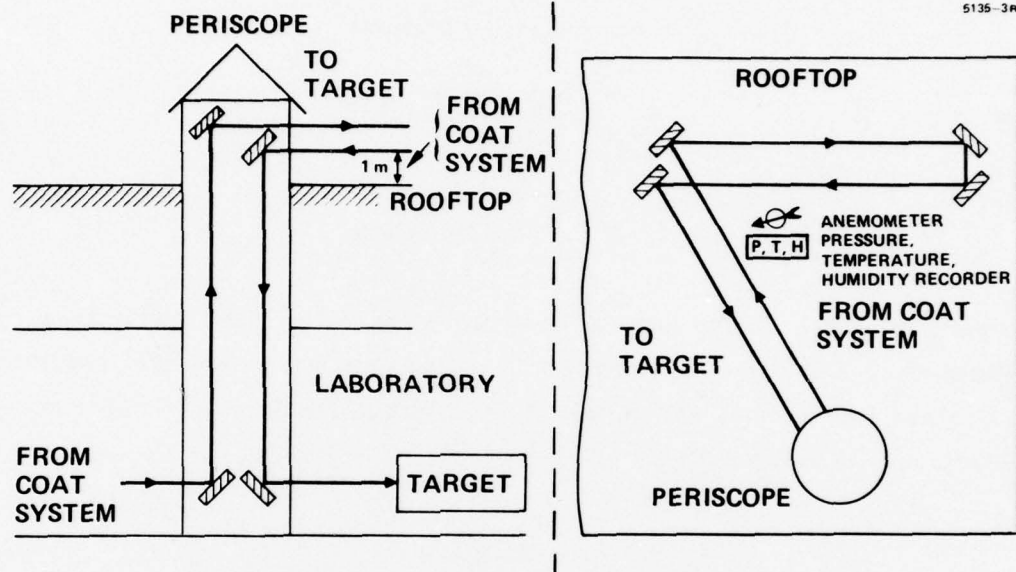 5135-3R
PERISCOPE
TO
TARGET
FROM
COAT
SYSTEM
1 m
ROOFTOP
LABORATORY
FROM
COAT
SYSTEM
TARGET
ROOFTOP
ANEMOMETER
P, T, H
PRESSURE,
TEMPERATURE,
HUMIDITY RECORDER
FROM COAT
SYSTEM
TO
TARGET
PERISCOPE